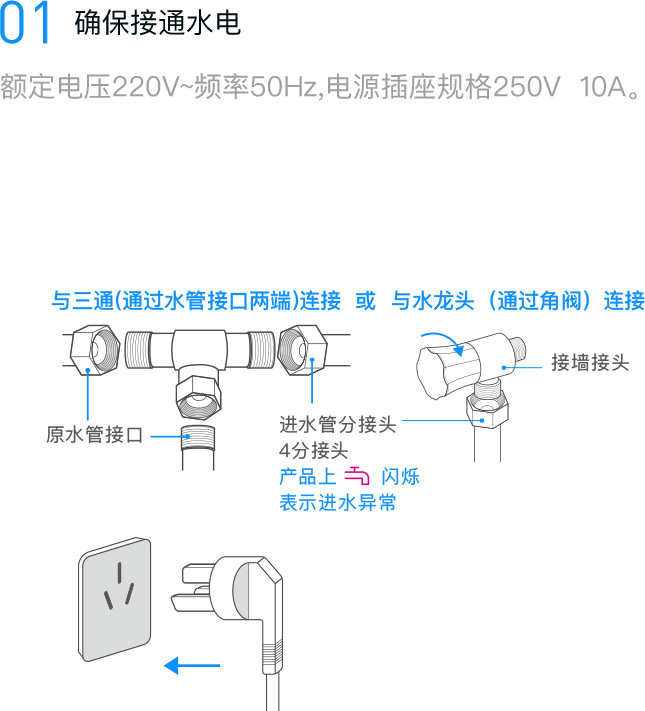 01 确保接通水电
额定电压220V~频率50Hz,电源插座规格250V 10A。
与三通(通过水管接口两端)连接 或 与水龙头（通过角阀）连接
接墙接头
原水管接口
进水管分接头
4分接头
产品上 闪烁
表示进水异常